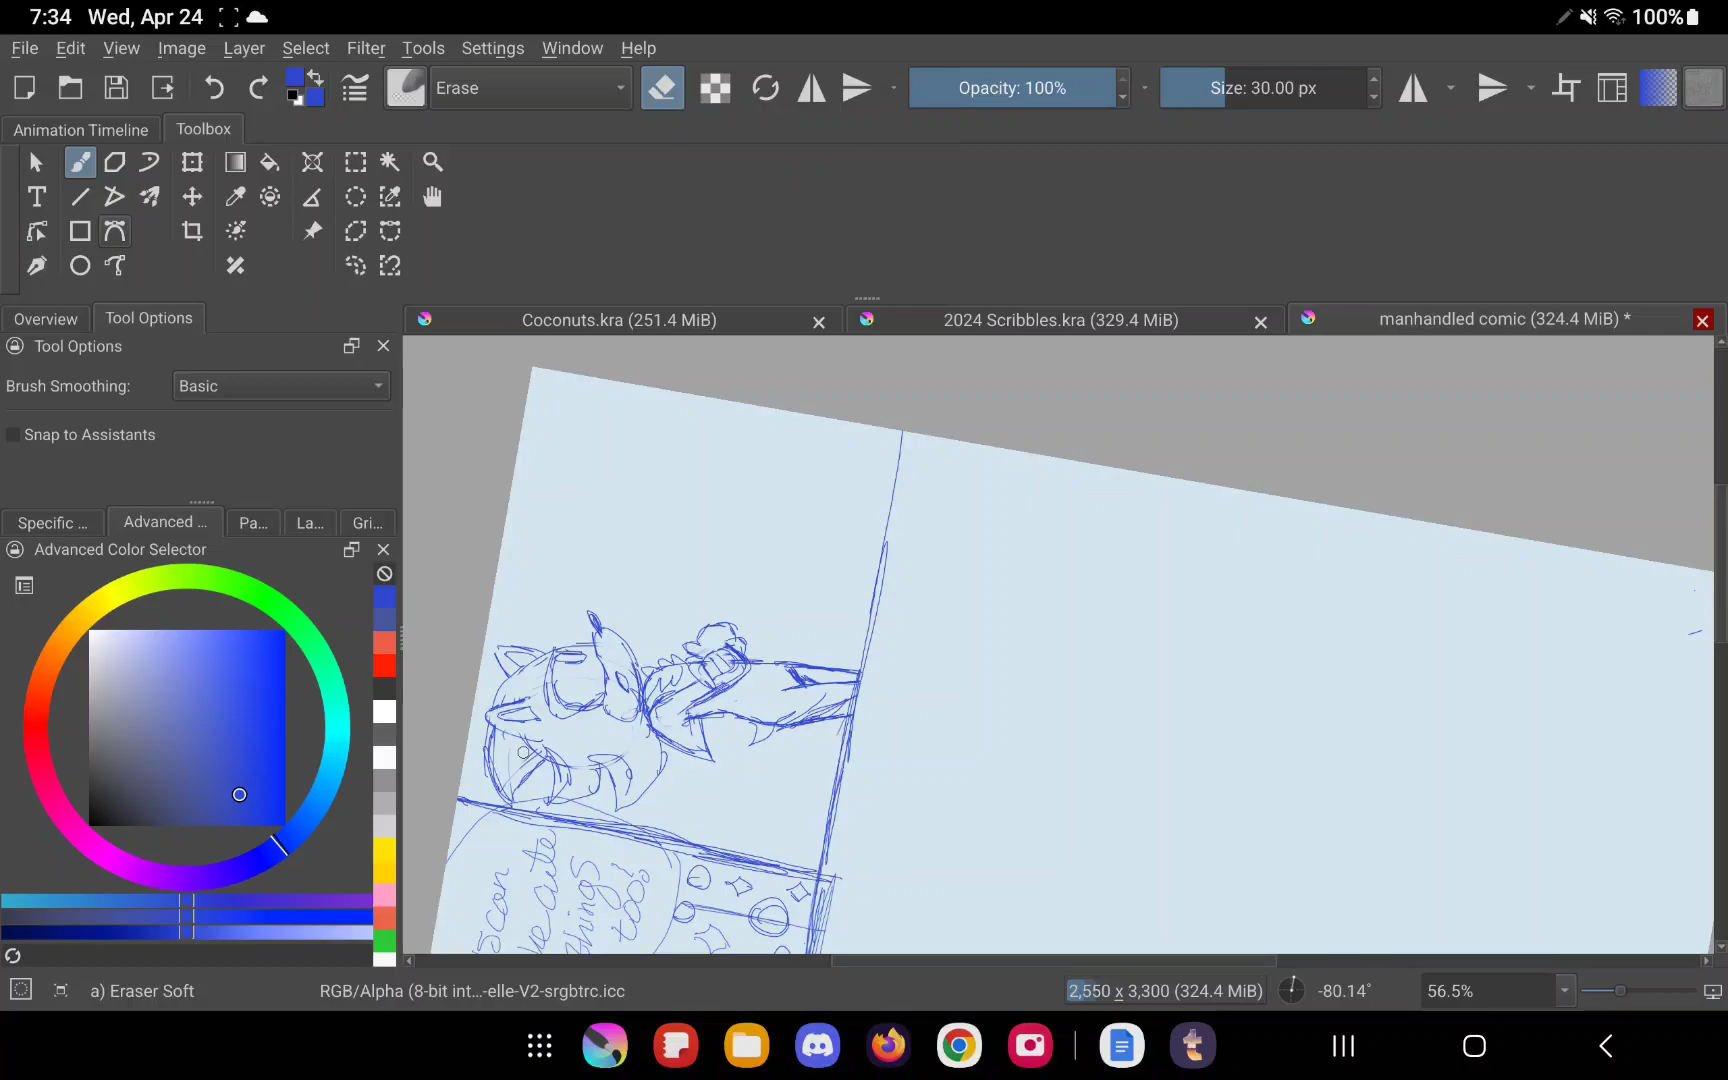 7:34 Wed, Apr 24 100%
File Edit View Image Layer Select Filter Tools Settings Window Help
Erase Opacity: 100% Size: 30.00 px
Animation Timeline Toolbox
Overview Tool Options
Coconuts.kra (251.4 MiB) 2024 Scribbles.kra (329.4 MiB) manhandled comic (324.4 MiB) *
Tool Options
Brush Smoothing: Basic
Snap to Assistants
Specific ... Advanced ... Pa... La... Gri...
Advanced Color Selector
things
too!
a) Eraser Soft RGB/Alpha (8-bit int...-elle-V2-srgbtrc.icc 2,550 x 3,300 (324.4 MiB) -80.14° 56.5%